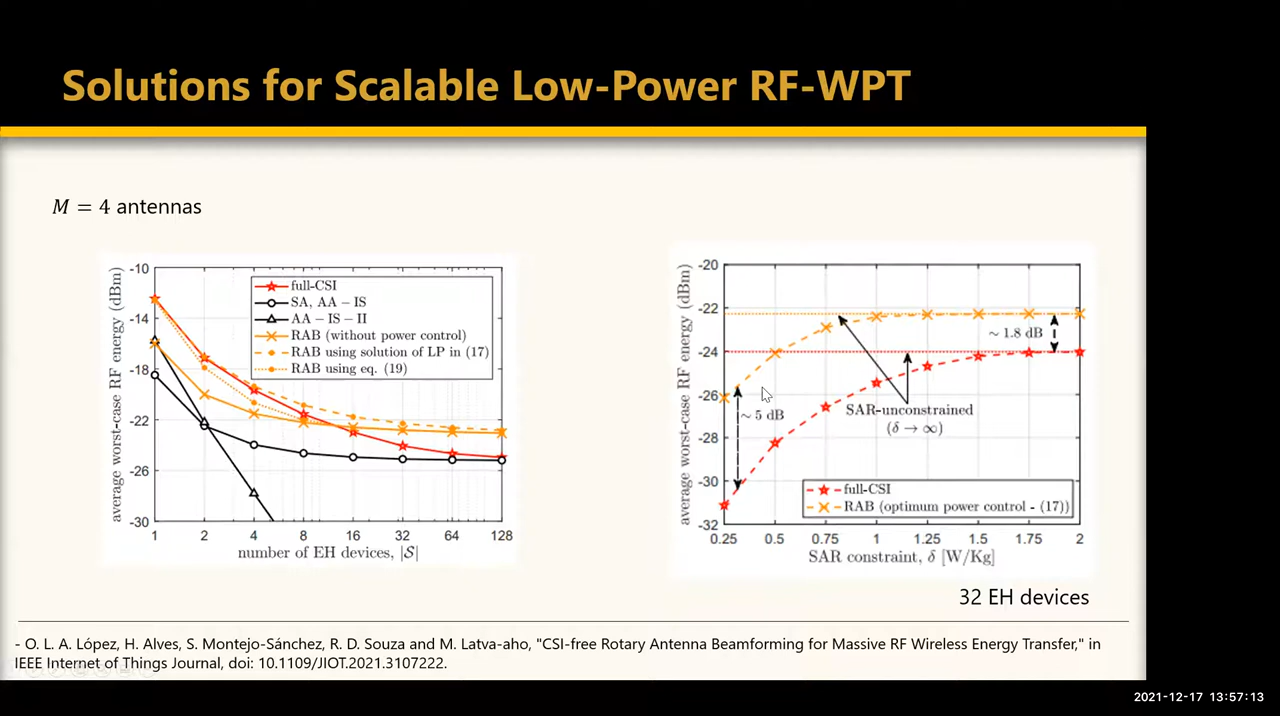 Solutions for Scalable Low-Power RF-WPT
M = 4 antennas
average worst-case RF energy (dBm)
-10
-14
-18
-22
-26
-30
1 2 4 8 16 32 64 128
number of EH devices, |S|
full-CSI
SA, AA − IS
AA − IS − II
RAB (without power control)
RAB using solution of LP in (17)
RAB using eq. (19)
average worst-case RF energy (dBm)
-20
-22
-24
-26
-28
-30
-32
0.25 0.5 0.75 1 1.25 1.5 1.75 2
SAR constraint, δ [W/Kg]
~ 1.8 dB
~ 5 dB
SAR-unconstrained
(δ → ∞)
full-CSI
RAB (optimum power control - (17))
32 EH devices
- O. L. A. López, H. Alves, S. Montejo-Sánchez, R. D. Souza and M. Latva-aho, "CSI-free Rotary Antenna Beamforming for Massive RF Wireless Energy Transfer," in
IEEE Internet of Things Journal, doi: 10.1109/JIOT.2021.3107222.
2021-12-17 13:57:13